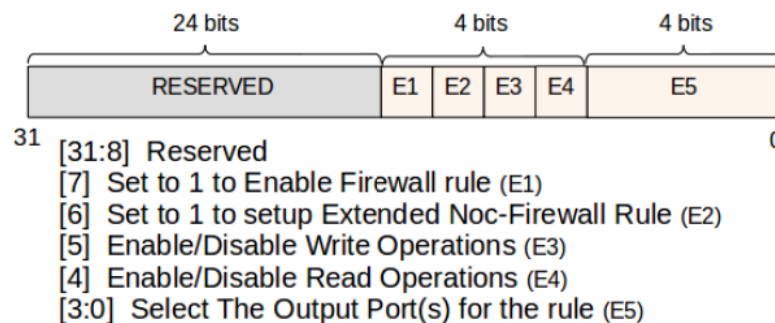 24 bits 4 bits 4 bits
RESERVED E1 E2 E3 E4 E5
31
[31:8] Reserved
[7] Set to 1 to Enable Firewall rule (E1)
[6] Set to 1 to setup Extended Noc-Firewall Rule (E2)
[5] Enable/Disable Write Operations (E3)
[4] Enable/Disable Read Operations (E4)
[3:0] Select The Output Port(s) for the rule (E5)